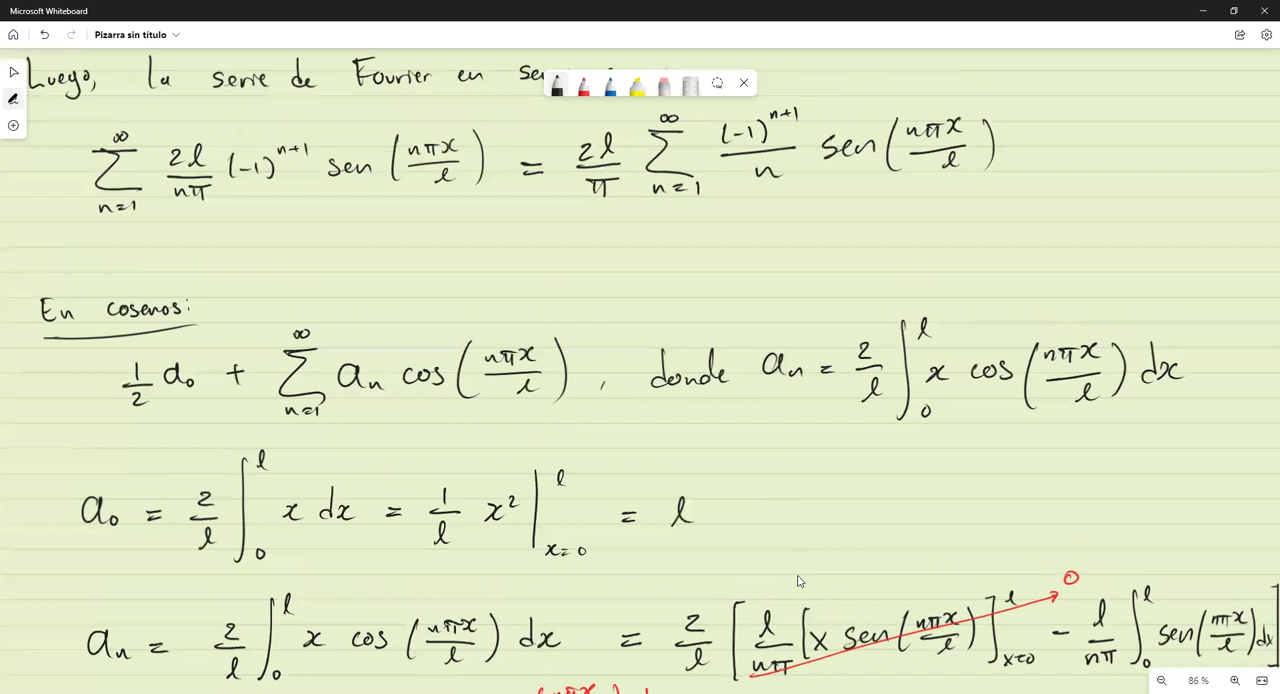 Microsoft Whiteboard
Pizarra sin título
Luego, la serie de Fourier en
∑_{n=1}^{∞} 2l/nπ (-1)^{n+1} sen(nπx/l) = 2l/π ∑_{n=1}^{∞} (-1)^{n+1}/n sen(nπx/l)
En cosenos:
1/2 a₀ + ∑_{n=1}^{∞} aₙ cos(nπx/l), donde aₙ = 2/l ∫₀^l x cos(nπx/l) dx
a₀ = 2/l ∫₀^l x dx = 1/l x² |_{x=0}^{l} = l
aₙ = 2/l ∫₀^l x cos(nπx/l) dx = 2/l [ l/nπ [x sen(nπx/l)]_{x=0}^{l} 0 - l/nπ ∫₀^l sen(nπx/l) dx ]
86 %